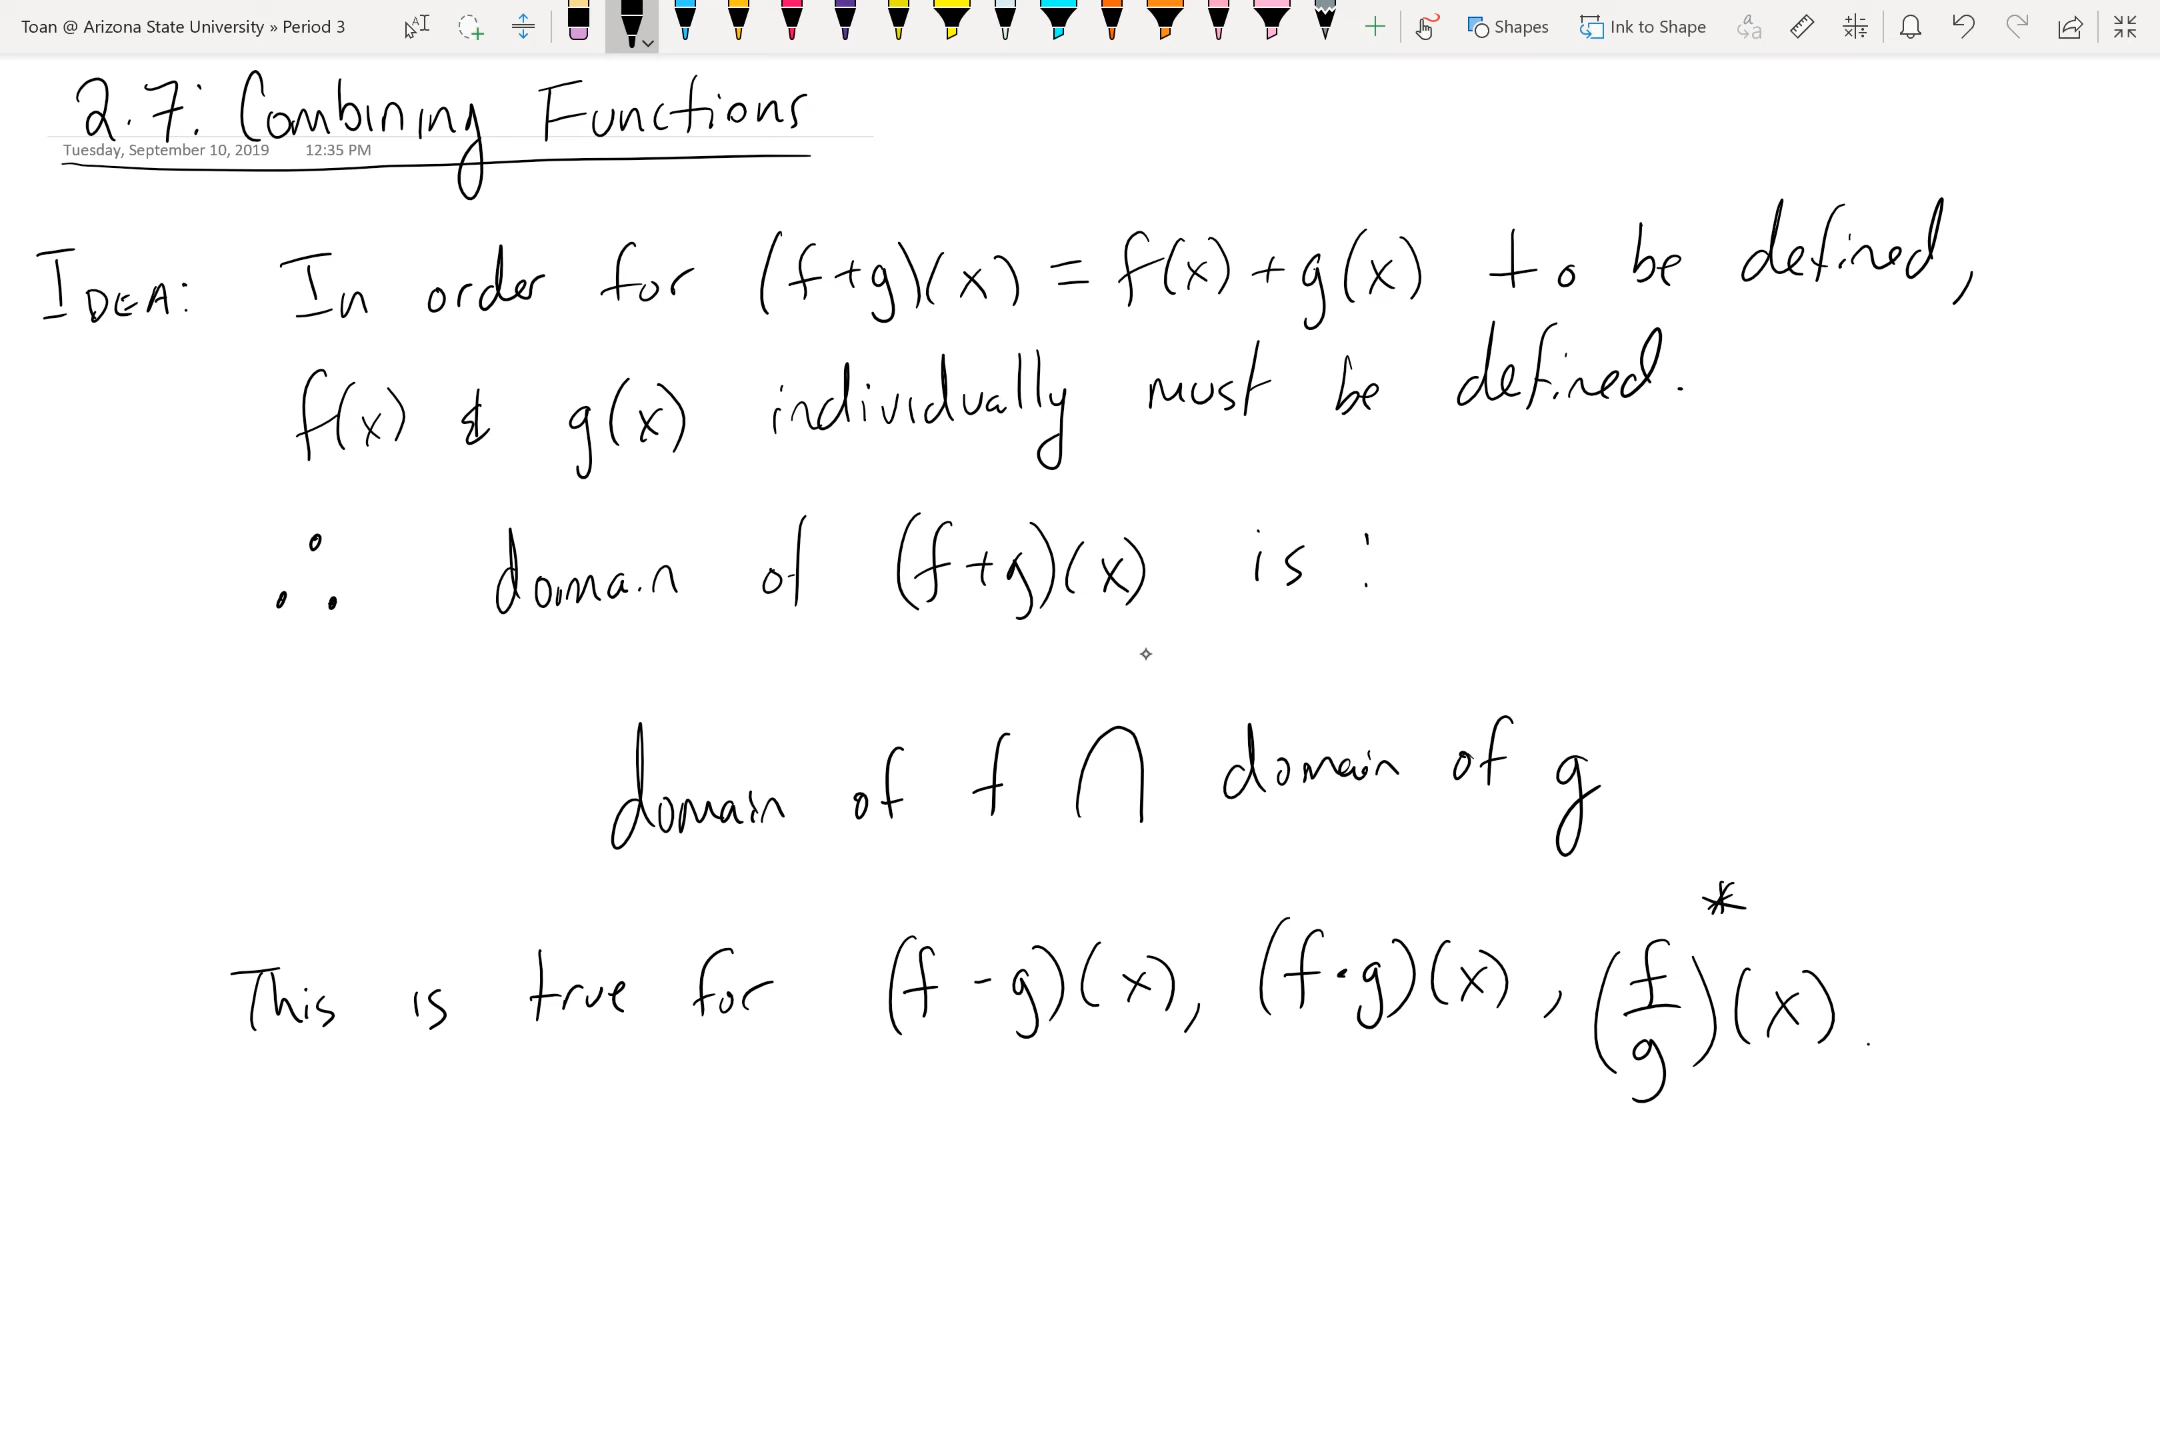 Toan @ Arizona State University » Period 3
Shapes
Ink to Shape
2.7: Combining Functions
Tuesday, September 10, 2019 12:35 PM
IDEA: In order for (f+g)(x) = f(x) + g(x) to be defined,
f(x) & g(x) individually must be defined.
∴ domain of (f+g)(x) is :
domain of f ∩ domain of g
*
This is true for (f - g)(x), (f·g)(x), (f/g)(x).